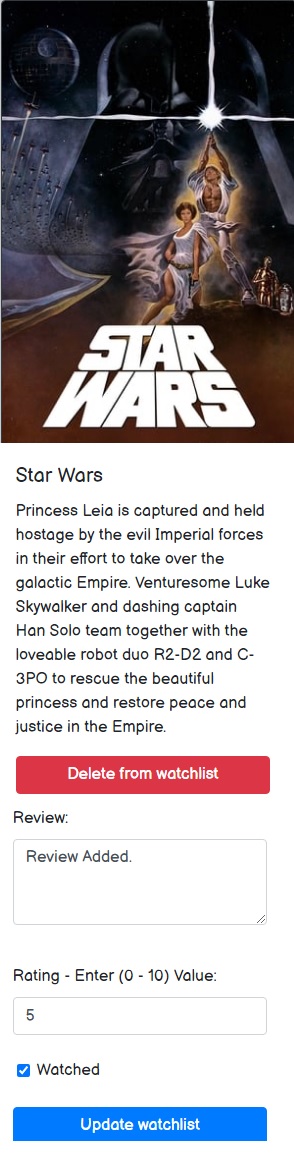 STAR
WARS
Star Wars
Princess Leia is captured and held
hostage by the evil Imperial forces
in their effort to take over the
galactic Empire. Venturesome Luke
Skywalker and dashing captain
Han Solo team together with the
loveable robot duo R2-D2 and C-
3PO to rescue the beautiful
princess and restore peace and
justice in the Empire.
Delete from watchlist
Review:
Review Added.
Rating - Enter (0 - 10) Value:
5
Watched
Update watchlist